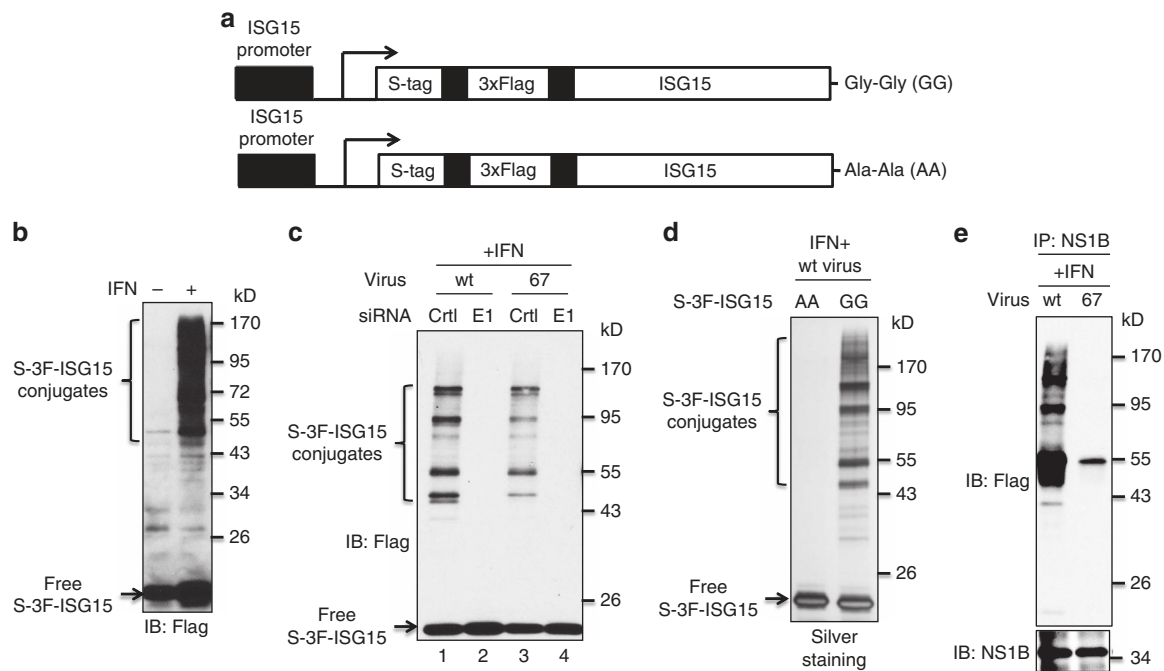 a
ISG15
promoter
S-tag 3xFlag ISG15 Gly-Gly (GG)
ISG15
promoter
S-tag 3xFlag ISG15 Ala-Ala (AA)
b
IFN – +
kD
170
95
72
55
43
34
26
S-3F-ISG15
conjugates
Free
S-3F-ISG15
IB: Flag
c
+IFN
Virus wt 67
siRNA Crtl E1 Crtl E1
kD
170
95
55
43
26
S-3F-ISG15
conjugates
IB: Flag
Free
S-3F-ISG15
1 2 3 4
d
IFN+
wt virus
S-3F-ISG15 AA GG
kD
170
95
55
43
26
S-3F-ISG15
conjugates
Free
S-3F-ISG15
Silver
staining
e
IP: NS1B
+IFN
Virus wt 67
kD
170
95
55
43
26
IB: Flag
IB: NS1B
34